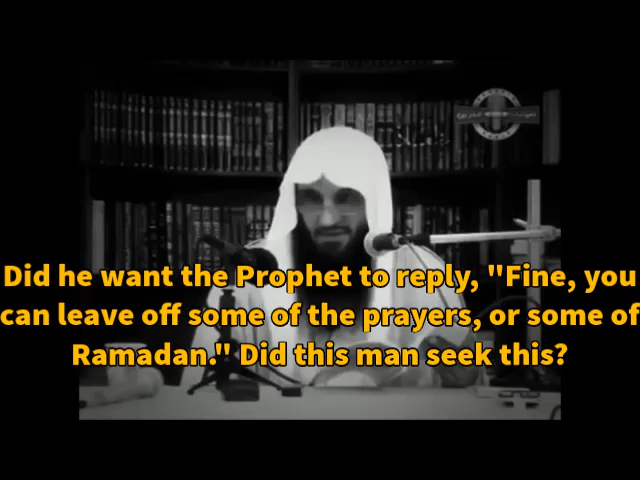 Did he want the Prophet to reply, "Fine, you
can leave off some of the prayers, or some of
Ramadan." Did this man seek this?